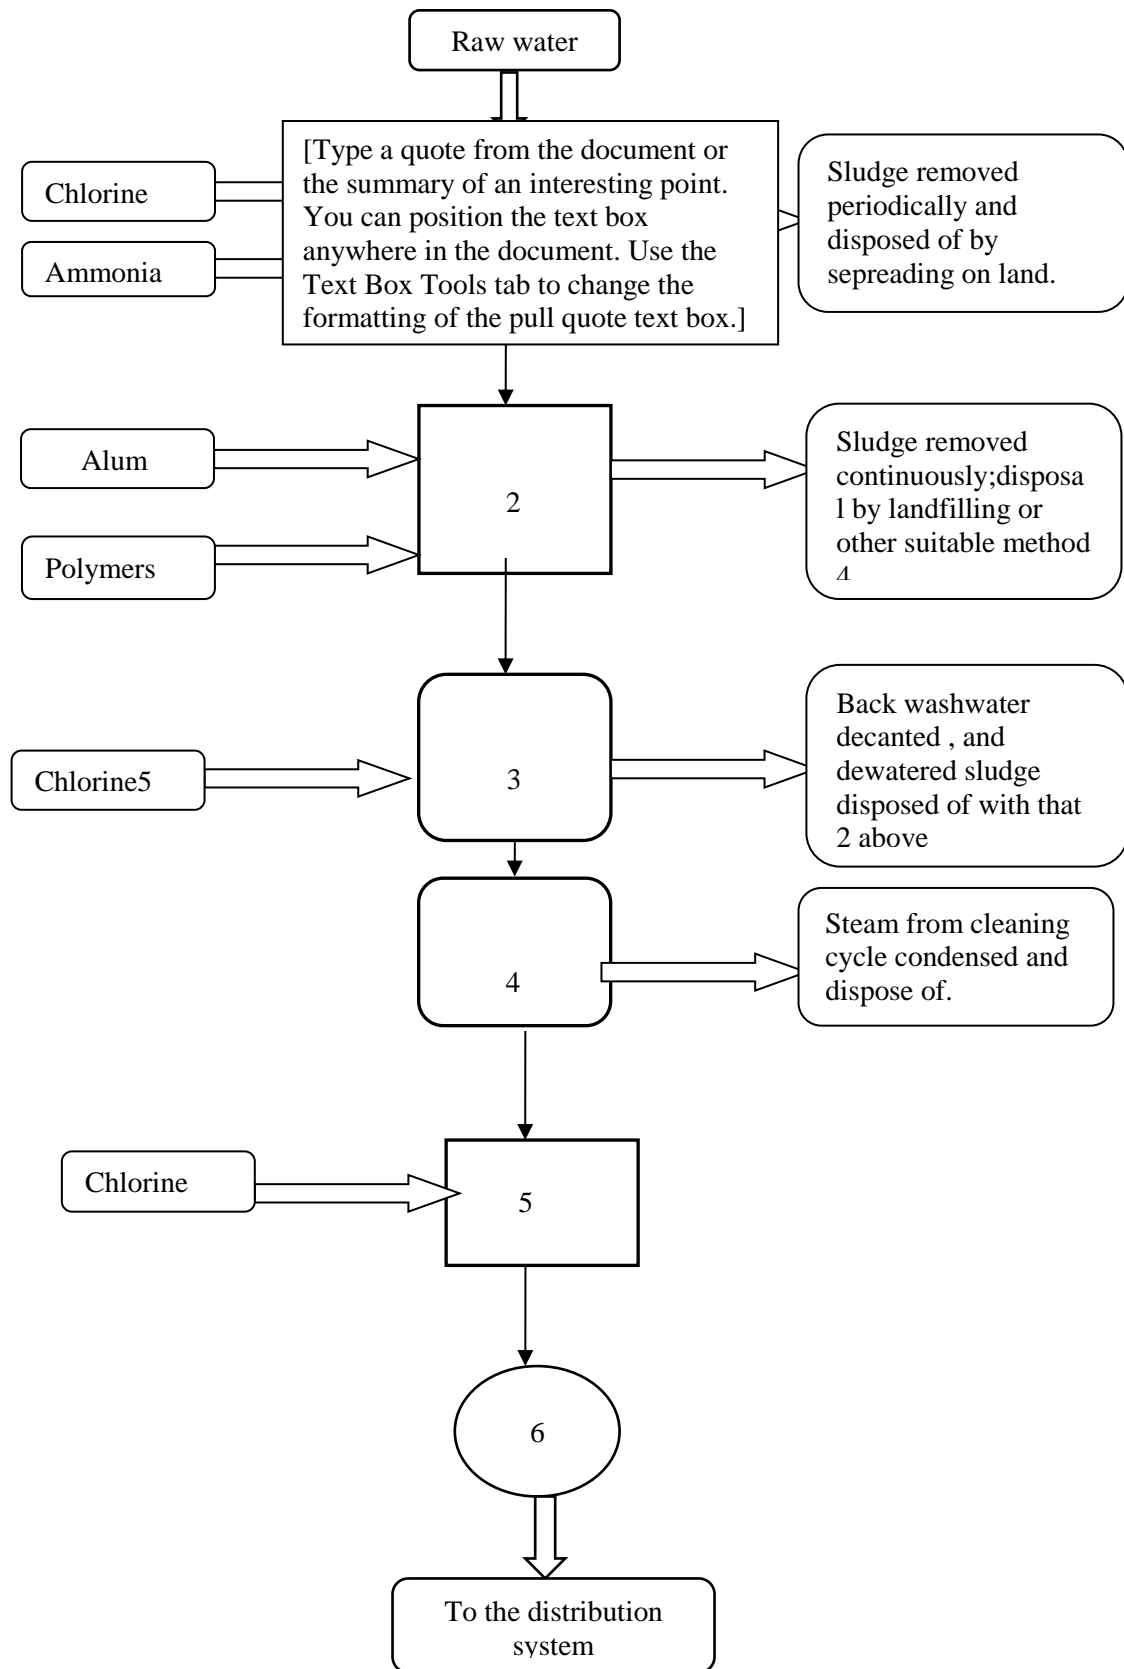 Raw water
[Type a quote from the document or
the summary of an interesting point.
You can position the text box
anywhere in the document. Use the
Text Box Tools tab to change the
formatting of the pull quote text box.]
Chlorine
Ammonia
Sludge removed
periodically and
disposed of by
sepreading on land.
Alum
Polymers
2
Sludge removed
continuously;disposa
l by landfilling or
other suitable method
4
Chlorine5
3
Back washwater
decanted , and
dewatered sludge
disposed of with that
2 above
4
Steam from cleaning
cycle condensed and
dispose of.
Chlorine
5
6
To the distribution
system